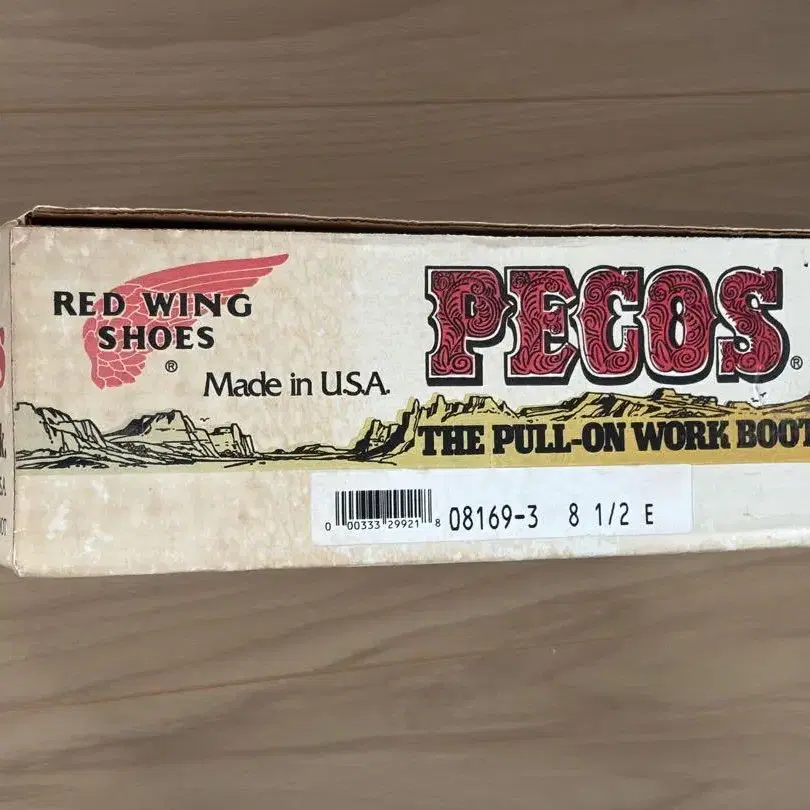 RED WING
SHOES
®
Made in U.S.A.
PECOS®
THE PULL-ON WORK BOOT
0 00333 29921 8
08169-3 8 1/2 E